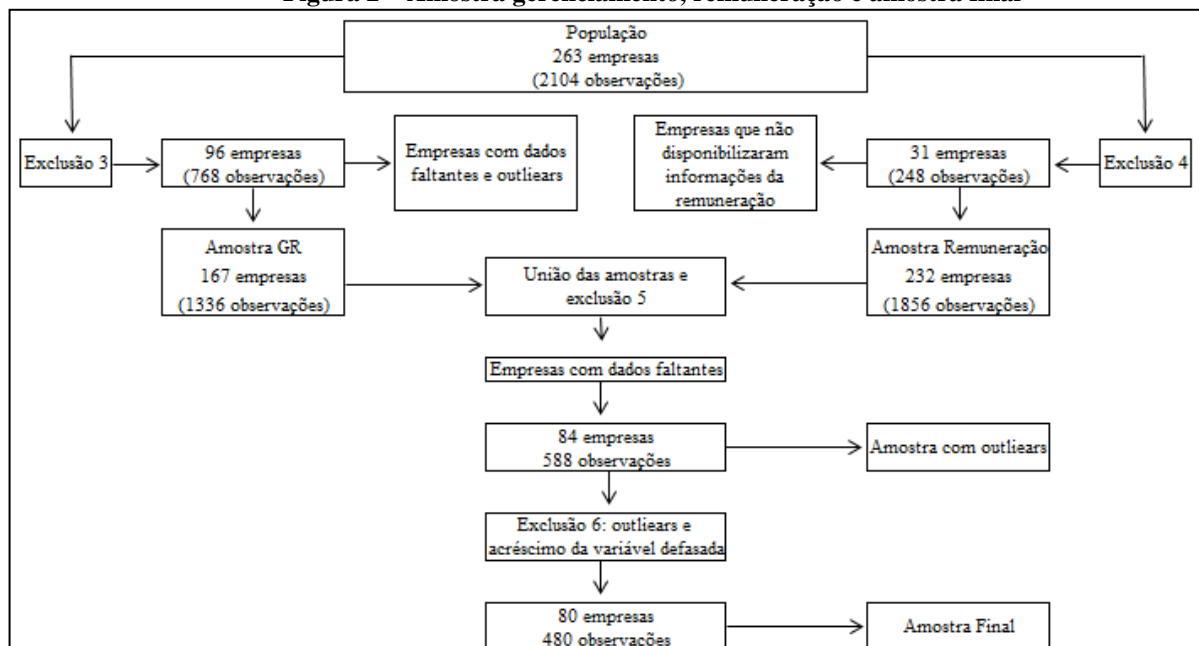 População
263 empresas
(2104 observações)
Exclusão 3
96 empresas
(768 observações)
Empresas com dados
faltantes e outliears
Empresas que não
disponibilizaram
informações da
remuneração
31 empresas
(248 observações)
Exclusão 4
Amostra GR
167 empresas
(1336 observações)
União das amostras e
exclusão 5
Amostra Remuneração
232 empresas
(1856 observações)
Empresas com dados faltantes
84 empresas
588 observações
Amostra com outliears
Exclusão 6: outliears e
acréscimo da variável defasada
80 empresas
480 observações
Amostra Final